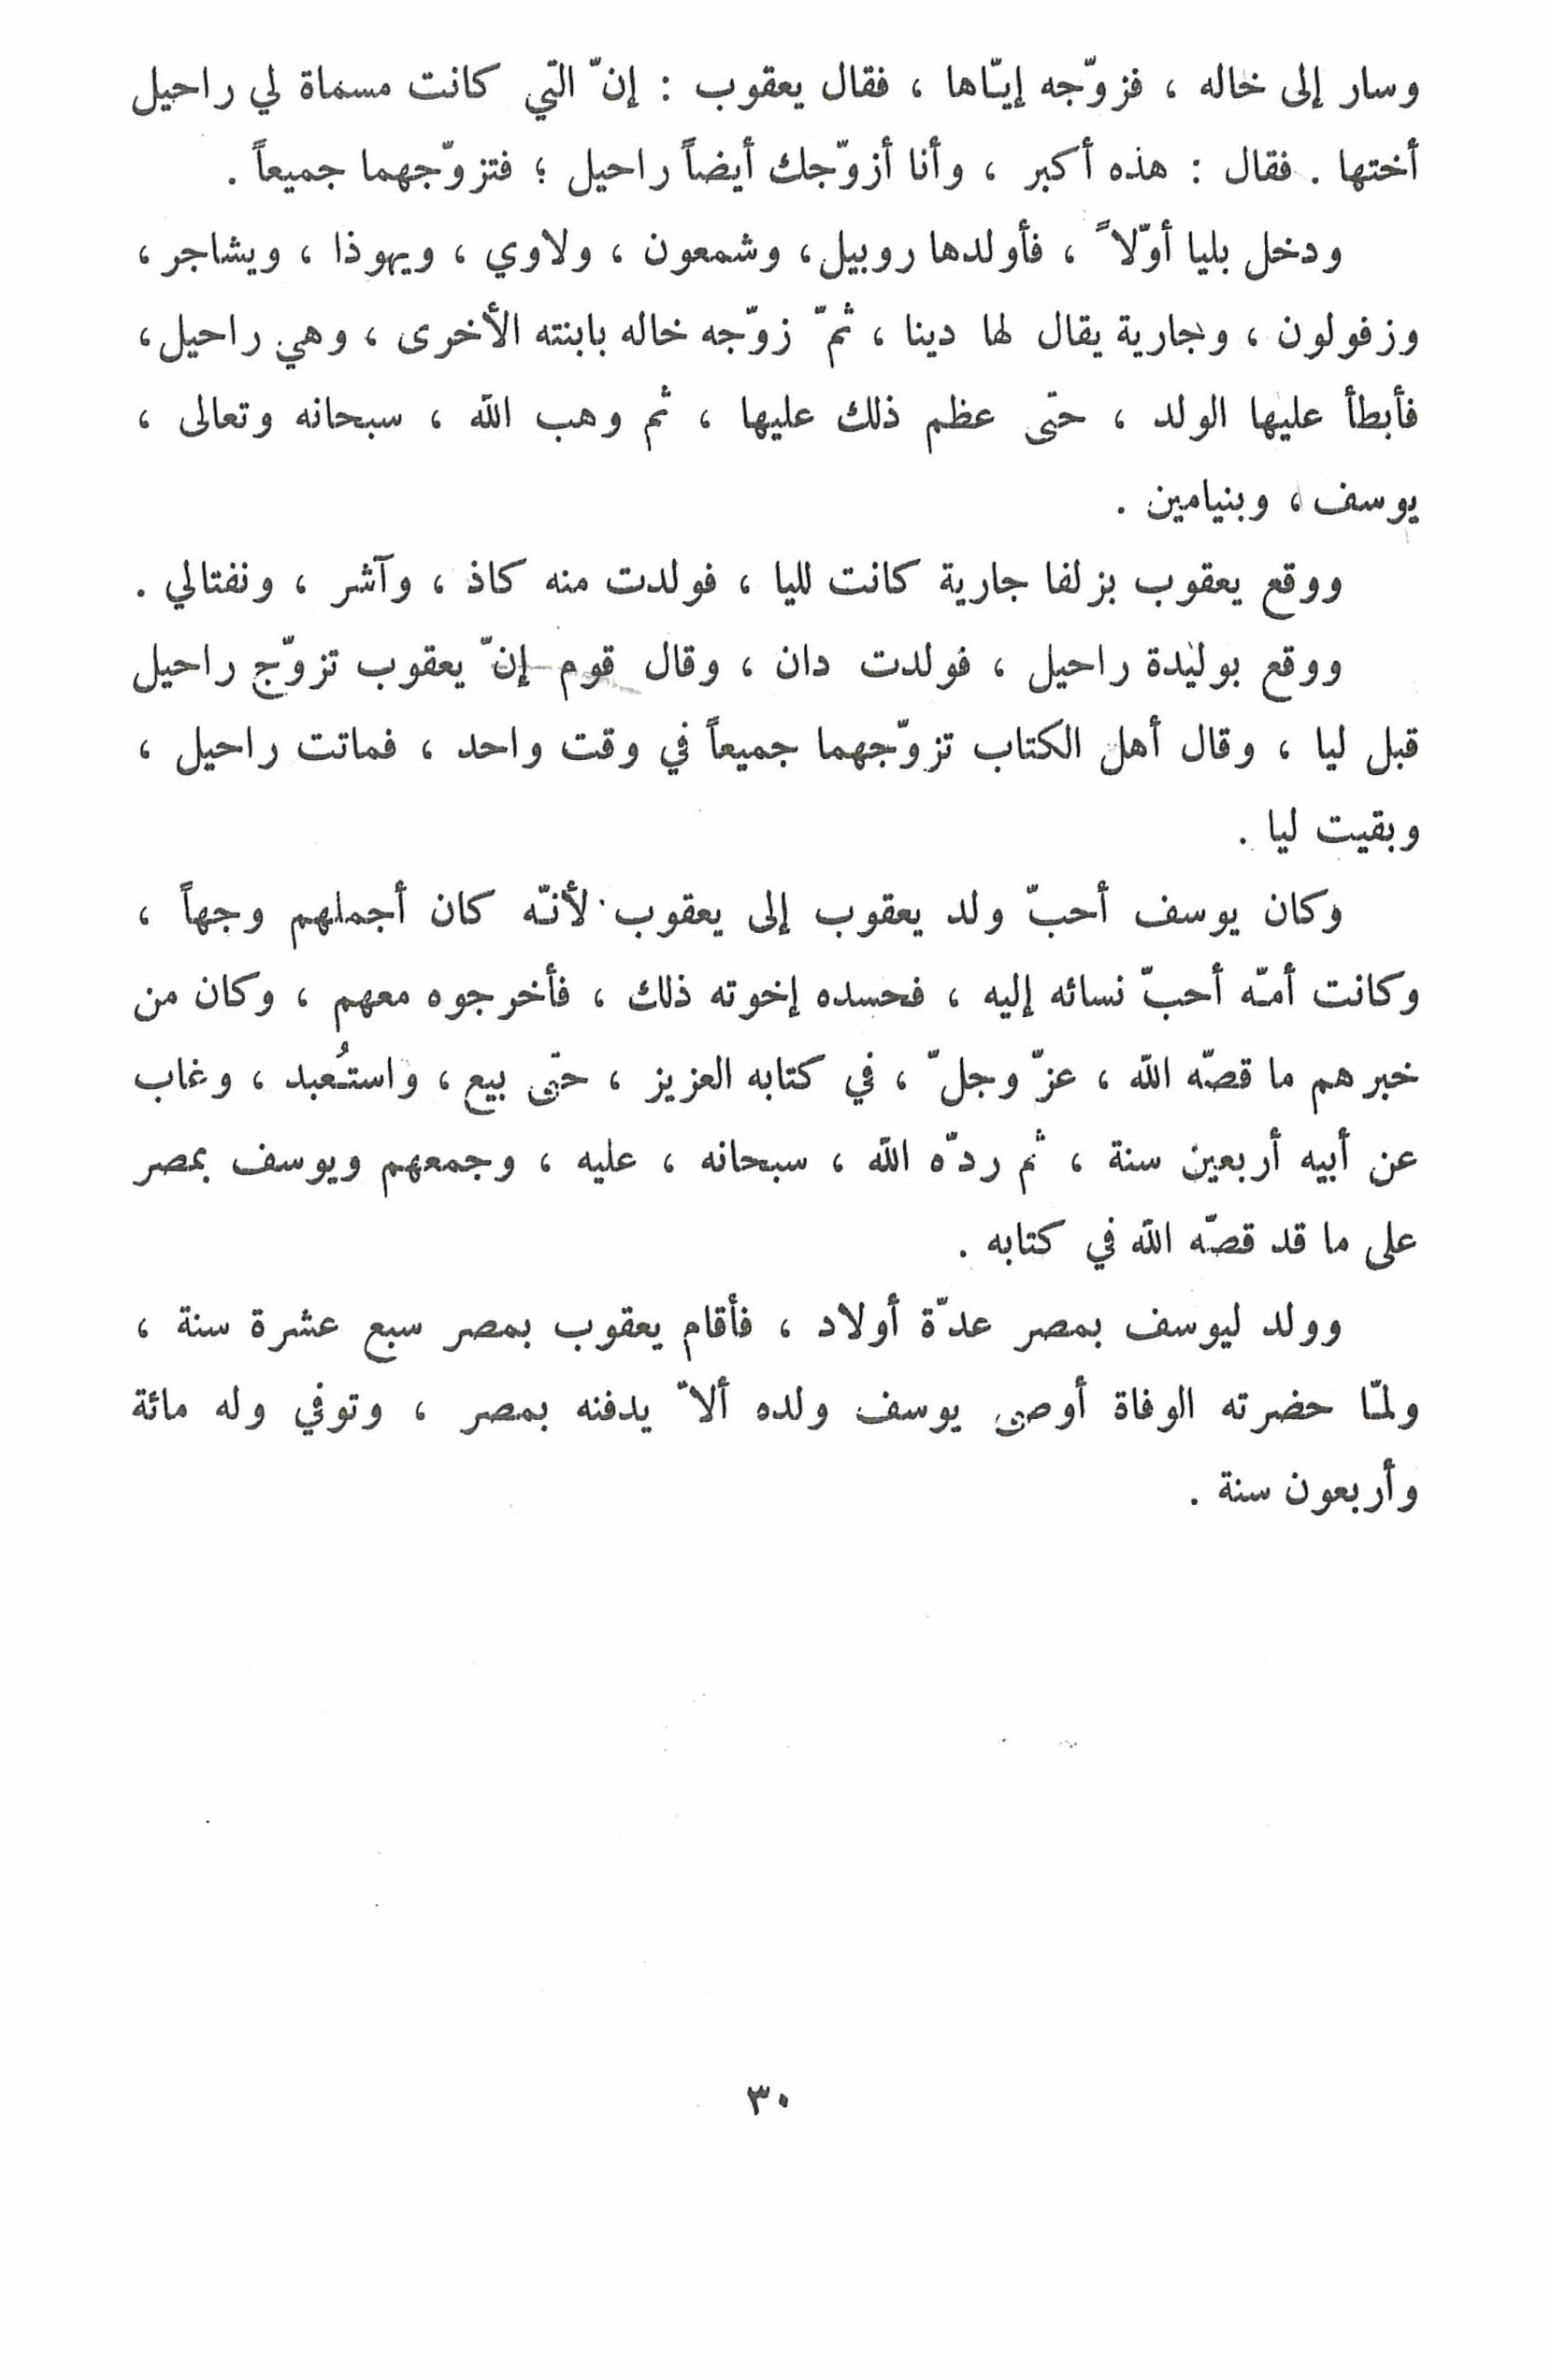 وسار إلى خاله ، فزوّجه إيّاها ، فقال يعقوب : إنّ التي كانت مسماة لي راحيل
أختها . فقال : هذه أكبر ، وأنا أزوّجك أيضاً راحيل ؛ فتزوّجهما جميعاً .
ودخل بليا أوّلاً ، فأولدها روبيل ، وشمعون ، ولاوي ، ويهوذا ، ويشاجر ،
وزفولون ، وجارية يقال لها دينا ، ثمّ زوّجه خاله بابنته الأخرى ، وهي راحيل ،
فأبطأ عليها الولد ، حتى عظم ذلك عليها ، ثم وهب الله ، سبحانه وتعالى ،
يوسف ، وبنيامين .
ووقع يعقوب بزلفا جارية كانت لليا ، فولدت منه كاذ ، وآشر ، ونفتالي .
ووقع بوليدة راحيل ، فولدت دان ، وقال قوم إنّ يعقوب تزوّج راحيل
قبل ليا ، وقال أهل الكتاب تزوّجهما جميعاً في وقت واحد ، فماتت راحيل ،
وبقيت ليا .
وكان يوسف أحبّ ولد يعقوب إلى يعقوب لأنّه كان أجملهم وجهاً ،
وكانت أمّه أحبّ نسائه إليه ، فحسده إخوته ذلك ، فأخرجوه معهم ، وكان من
خبرهم ما قصّه الله ، عزّ وجلّ ، في كتابه العزيز ، حتى بيع ، واستُعبد ، وغاب
عن أبيه أربعين سنة ، ثم ردّه الله ، سبحانه ، عليه ، وجمعهم ويوسف بمصر
على ما قد قصّه الله في كتابه .
وولد ليوسف بمصر عدّة أولاد ، فأقام يعقوب بمصر سبع عشرة سنة ،
ولمّا حضرته الوفاة أوصى يوسف ولده ألاّ يدفنه بمصر ، وتوفي وله مائة
وأربعون سنة .
٣٠